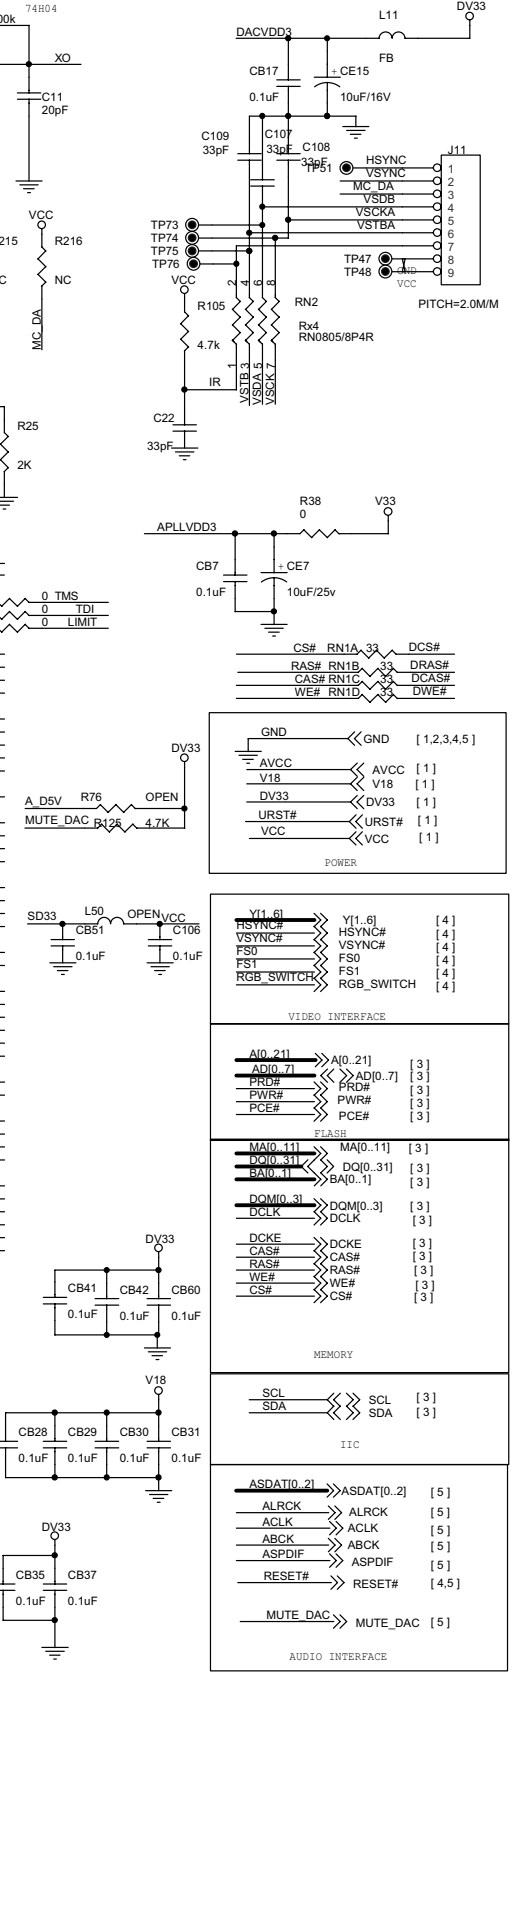 74H04
00k
XO
C11
20pF
DACVDD3
L11
DV33
FB
CB17
0.1uF
+ CE15
10uF/16V
C109
33pF
C107
33pF
C108
33pF
TP51
J11
HSYNC 1
VSYNC 2
MC_DA 3
VSDB 4
VSCKA 5
VSTBA 6
7
8
9
TP73
TP74
TP75
TP76
TP47
TP48
GND
VCC
PITCH=2.0M/M
VCC
215
R216
C
NC
MC_DA
VCC
R105
4.7k
2
4
6
8
RN2
Rx4
RN0805/8P4R
IR
1
VSTB 3
VSDA 5
VSCK 7
C22
33pF
R25
2K
APLLVDD3
R38
0
V33
CB7
0.1uF
+ CE7
10uF/25v
0 TMS
0 TDI
0 LIMIT
CS# RN1A 33 DCS#
RAS# RN1B 33 DRAS#
CAS# RN1C 33 DCAS#
WE# RN1D 33 DWE#
GND GND [ 1,2,3,4,5 ]
AVCC AVCC [ 1 ]
V18 V18 [ 1 ]
DV33 DV33 [ 1 ]
URST# URST# [ 1 ]
VCC VCC [ 1 ]
POWER
DV33
A_D5V R76 OPEN
MUTE_DAC R125 4.7K
SD33 L50 OPEN VCC
CB51
0.1uF
C106
0.1uF
Y[1..6] Y[1..6] [ 4 ]
HSYNC# HSYNC# [ 4 ]
VSYNC# VSYNC# [ 4 ]
FS0 FS0 [ 4 ]
FS1 FS1 [ 4 ]
RGB_SWITCH RGB_SWITCH [ 4 ]
VIDEO INTERFACE
A[0..21] A[0..21] [ 3 ]
AD[0..7] AD[0..7] [ 3 ]
PRD# PRD# [ 3 ]
PWR# PWR# [ 3 ]
PCE# PCE# [ 3 ]
FLASH
MA[0..11] MA[0..11] [ 3 ]
DQ[0..31] DQ[0..31] [ 3 ]
BA[0..1] BA[0..1] [ 3 ]
DQM[0..3] DQM[0..3] [ 3 ]
DCLK DCLK [ 3 ]
DCKE DCKE [ 3 ]
CAS# CAS# [ 3 ]
RAS# RAS# [ 3 ]
WE# WE# [ 3 ]
CS# CS# [ 3 ]
MEMORY
DV33
CB41
0.1uF
CB42
0.1uF
CB60
0.1uF
SCL SCL [ 3 ]
SDA SDA [ 3 ]
IIC
V18
CB28
0.1uF
CB29
0.1uF
CB30
0.1uF
CB31
0.1uF
ASDAT[0..2] ASDAT[0..2] [ 5 ]
ALRCK ALRCK [ 5 ]
ACLK ACLK [ 5 ]
ABCK ABCK [ 5 ]
ASPDIF ASPDIF [ 5 ]
RESET# RESET# [ 4,5 ]
MUTE_DAC MUTE_DAC [ 5 ]
AUDIO INTERFACE
DV33
CB35
0.1uF
CB37
0.1uF